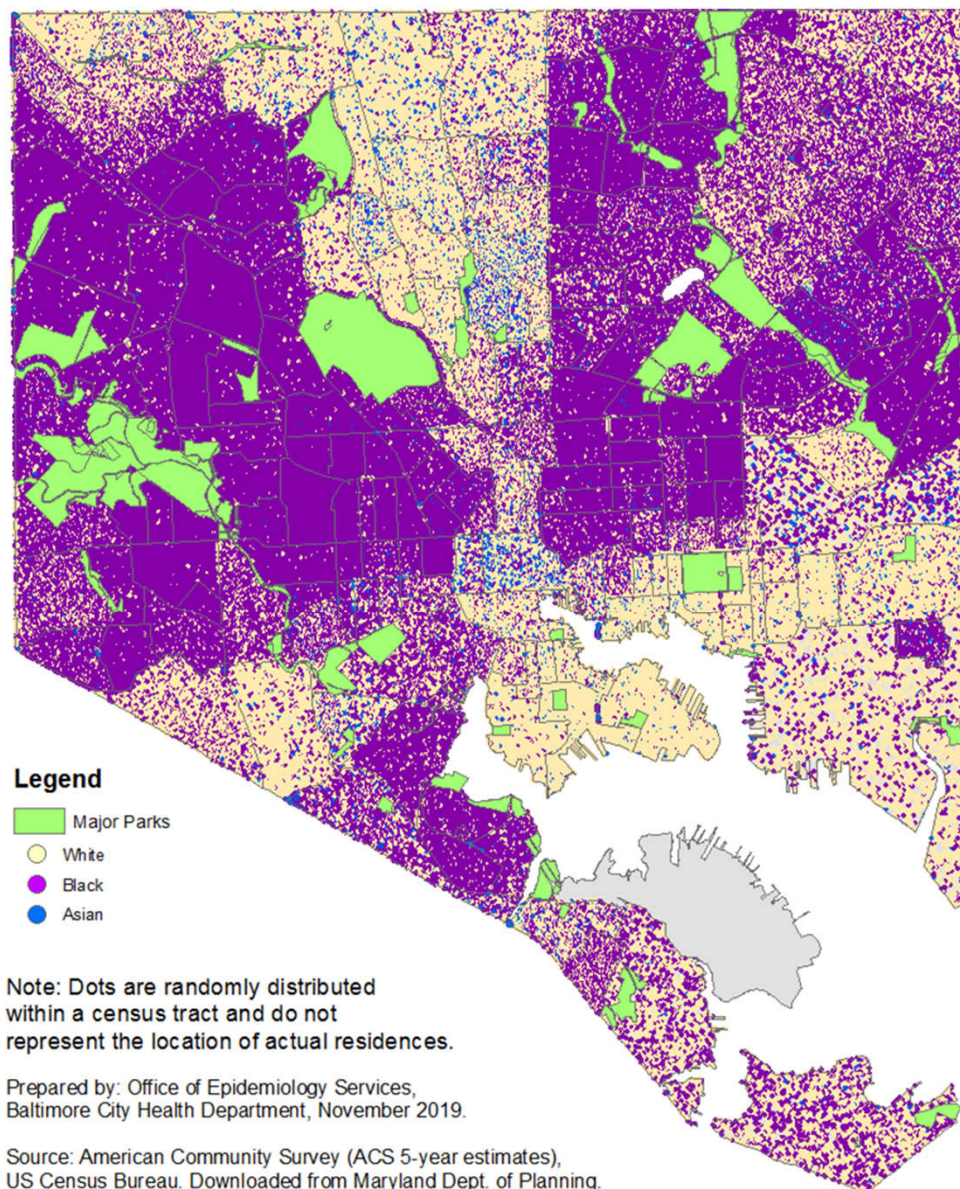 Legend
Major Parks
White
Black
Asian
Note: Dots are randomly distributed
within a census tract and do not
represent the location of actual residences.
Prepared by: Office of Epidemiology Services,
Baltimore City Health Department, November 2019.
Source: American Community Survey (ACS 5-year estimates),
US Census Bureau. Downloaded from Maryland Dept. of Planning.